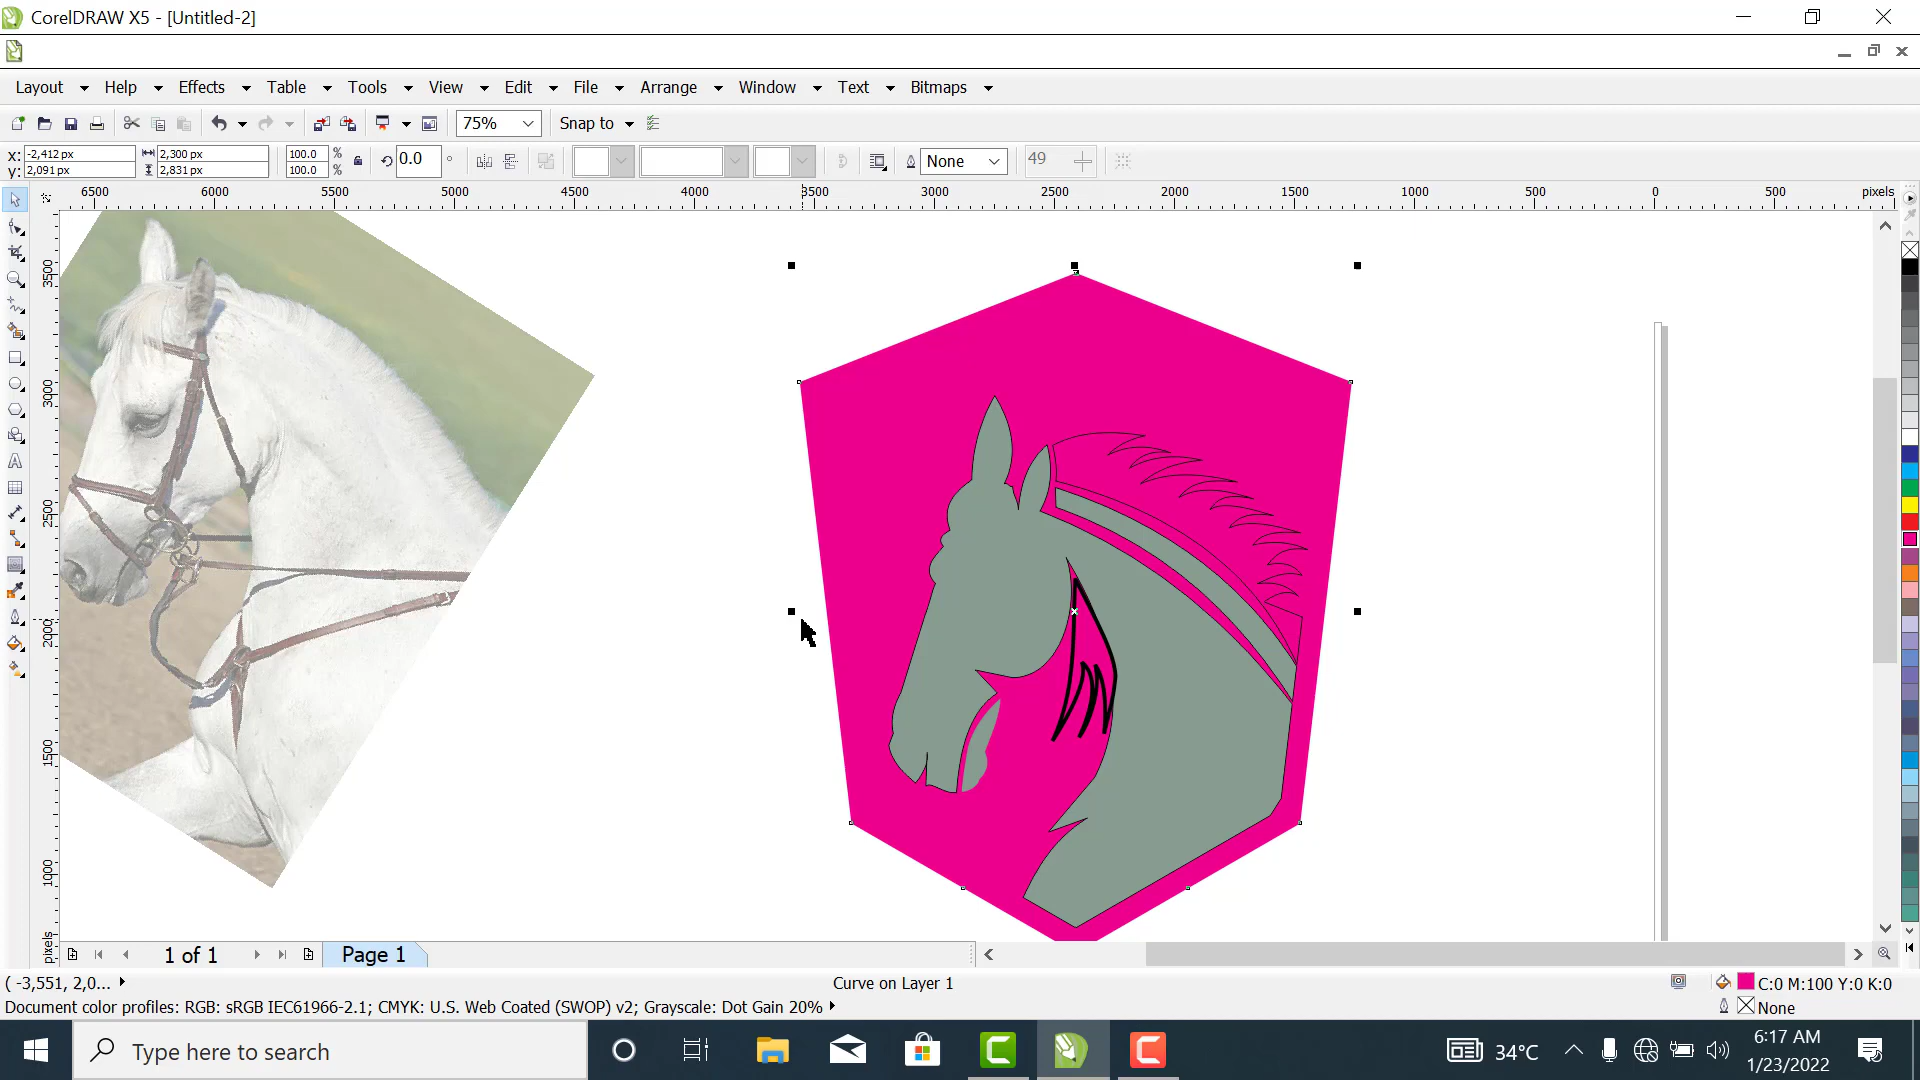 CorelDRAW X5 - [Untitled-2]
Layout Help Effects Table Tools View Edit File Arrange Window Text Bitmaps
75% Snap to
x: -2,412 px 2,300 px 100.0 % 0.0 ° None 49
y: 2,091 px 2,831 px 100.0 %
6500 6000 5500 5000 4500 4000 3500 3000 2500 2000 1500 1000 500 0 500 pixels
3500
3000
2500
2000
1500
1000
pixels
1 of 1 Page 1
( -3,551, 2,0... Curve on Layer 1 C:0 M:100 Y:0 K:0
Document color profiles: RGB: sRGB IEC61966-2.1; CMYK: U.S. Web Coated (SWOP) v2; Grayscale: Dot Gain 20% None
Type here to search 34°C 6:17 AM
1/23/2022